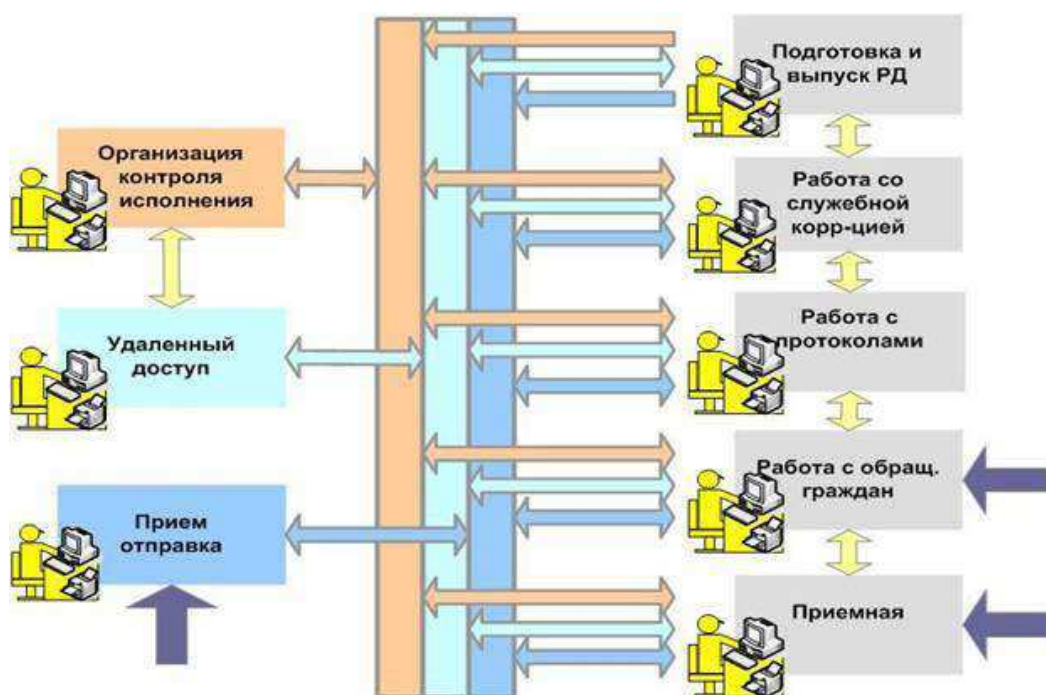 Подготовка и
выпуск РД
Организация
контроля
исполнения
Работа со
служебной
корр-цией
Удаленный
доступ
Работа с
протоколами
Работа с обращ.
граждан
Прием
отправка
Приемная